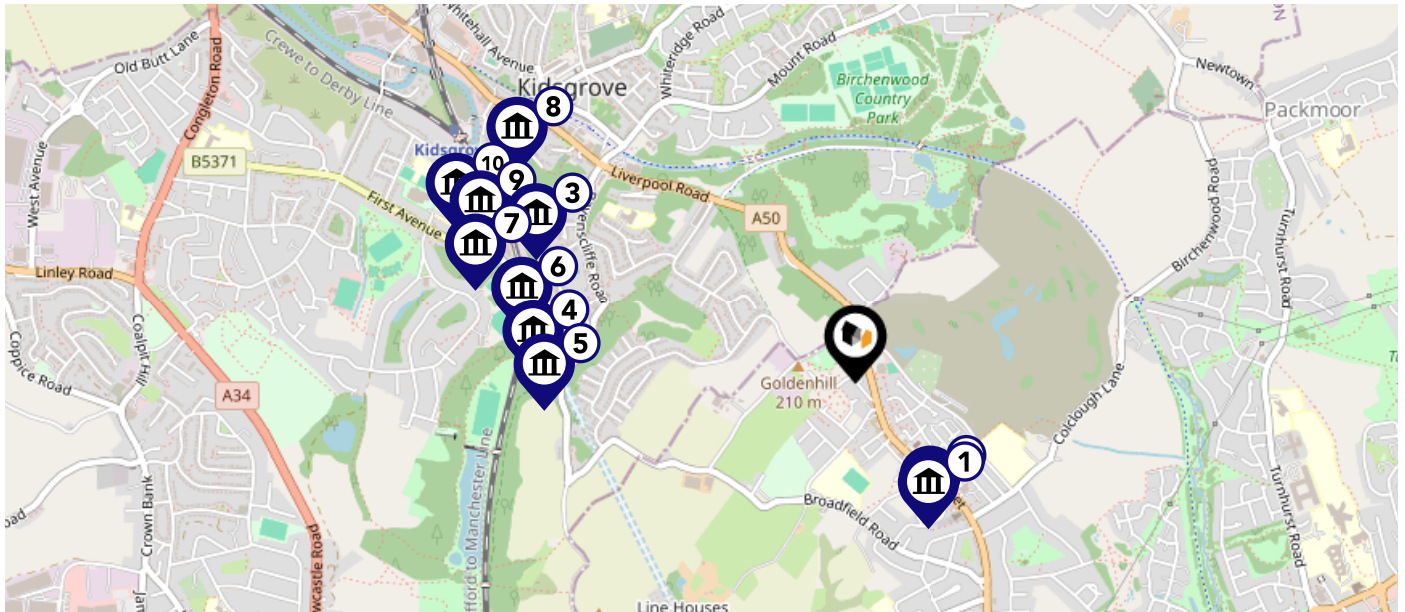 Whitehall Avenue
Old Butt Lane
Congleton Road
Crewe to Derby Line
Kidsgrove
Whiteridge Road
Mount Road
Birchenwood
Country
Park
Newtown
Packmoor
8
B5371
West Avenue
10
9
3
7
First Avenue
Liverpool Road
A50
Birchenwood Road
Turnhurst Road
Linley Road
6
4
5
Coalpit Hill
Coppice Road
A34
Goldenhill
210 m
Colclough Lane
1
Broadfield Road
Crown Bank
Turnhurst Road
Line Houses